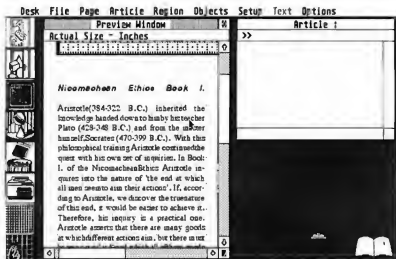 Desk File Page Article Region Objects Setup Text Options
Preview Window
Article :
Actual Size - Inches
>>
Nicomachean Ethics Book I.
Aristotle(384-322 B.C.) inherited the
knowledge handed down to him by his teacher
Plato (428-348 B.C.) and from the master
himself,Socrates (470-399 B.C.). With this
philosophical training Aristotle continued the
quest with his own set of inquiries. In Book
I. of the Nicomachean Ethics Aristotle in-
quires into the nature of 'the end at which
all men seem to aim their actions'. If, accor-
ding to Aristotle, we discover the true nature
of this end, it would be easier to achieve it..
Therefore, his inquiry is a practical one.
Aristotle asserts that there are many goods
at which different actions aim, but there must